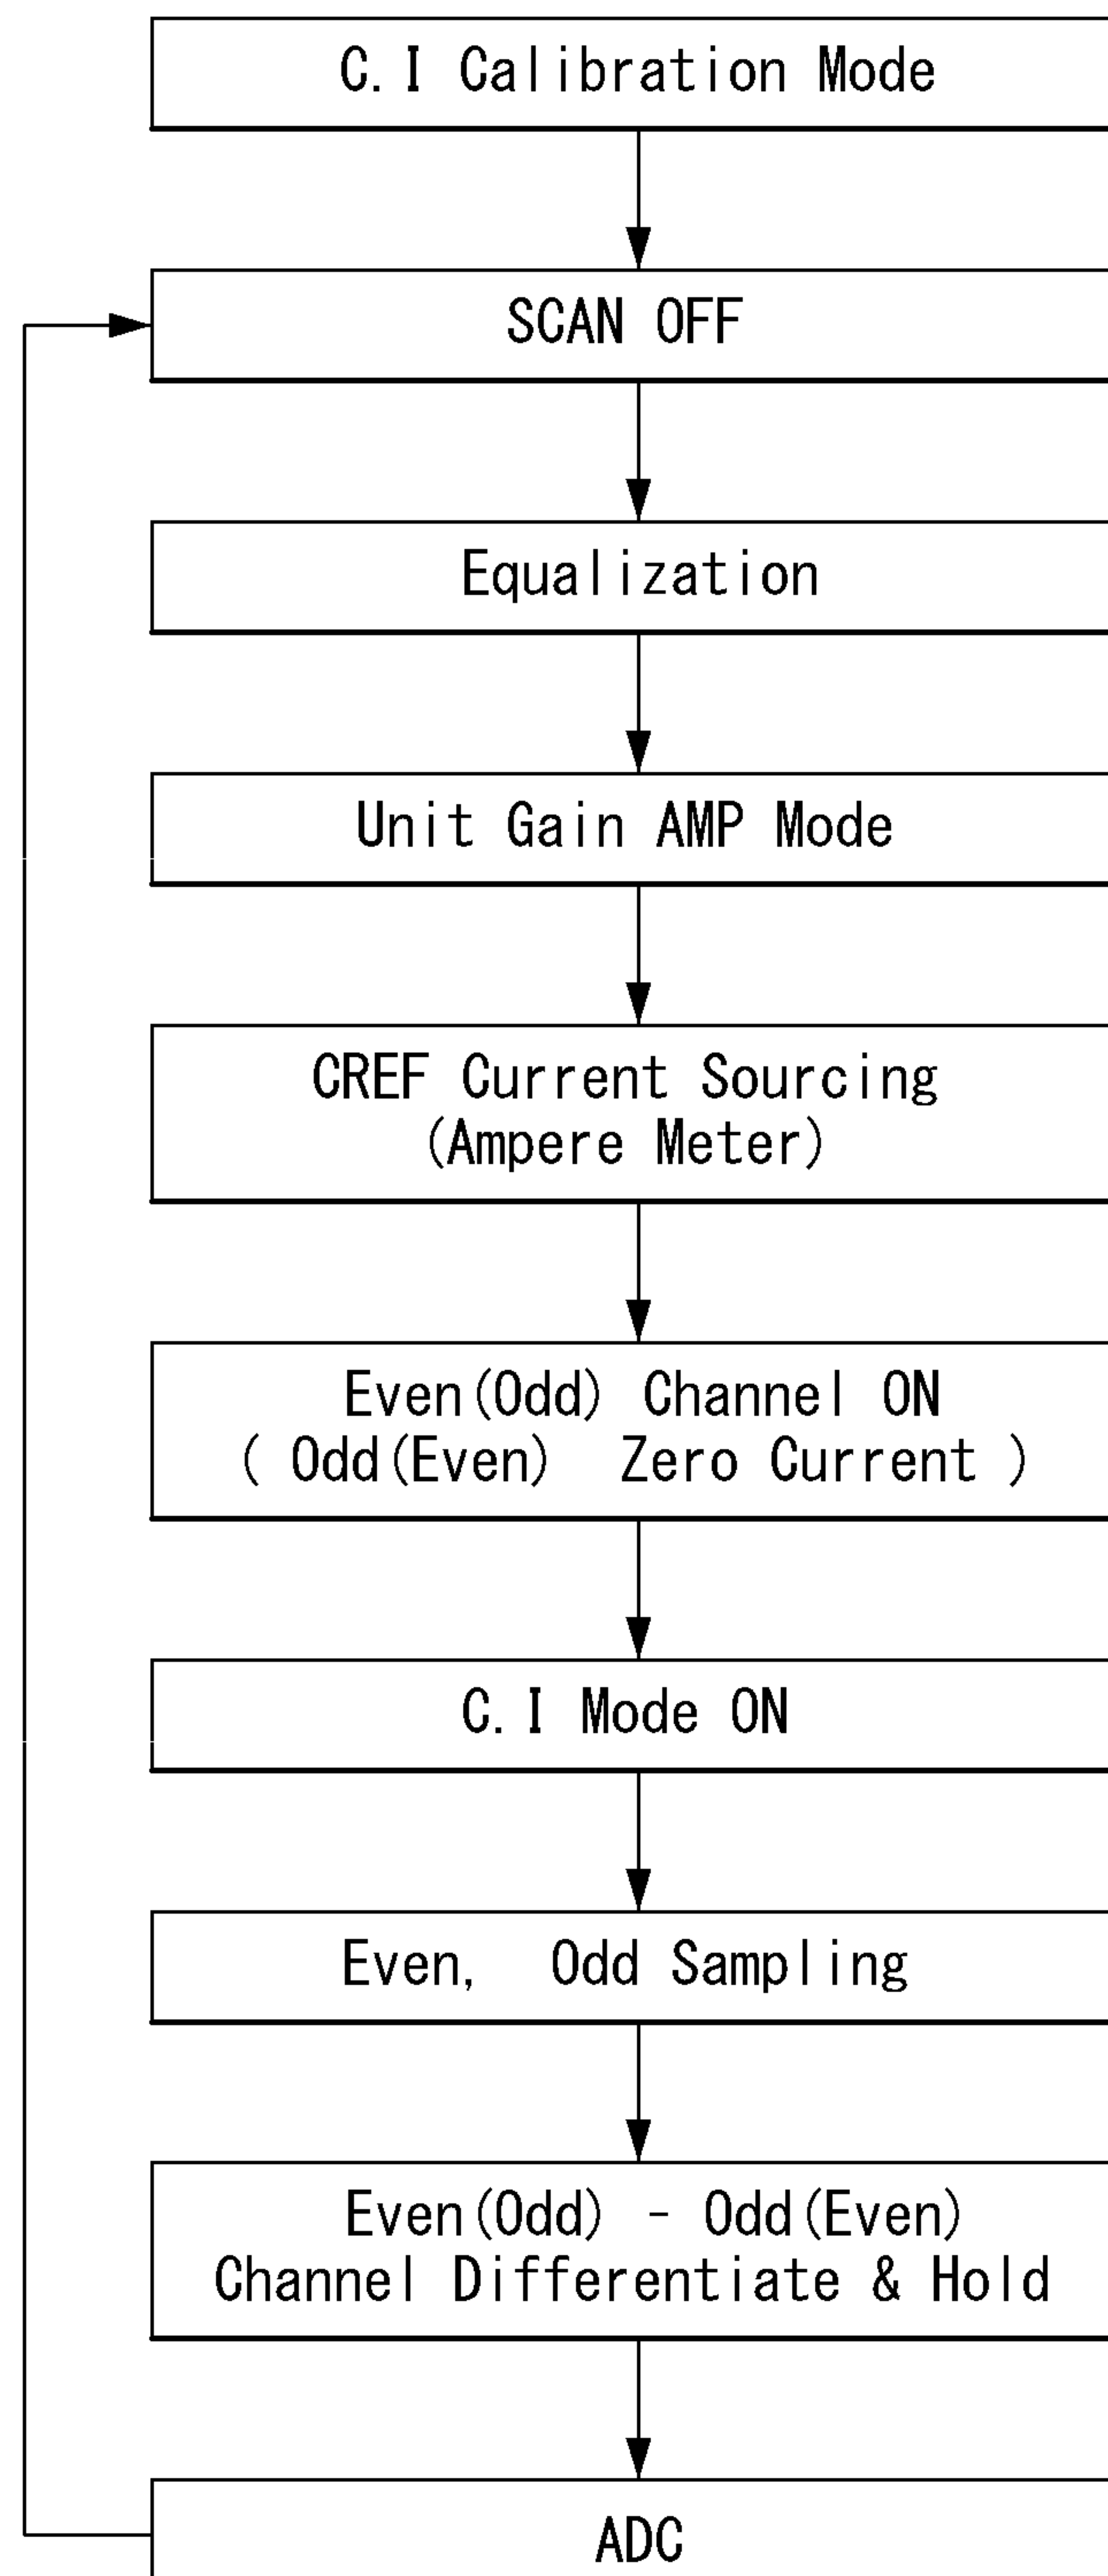 C.I Calibration Mode
SCAN OFF
Equalization
Unit Gain AMP Mode
CREF Current Sourcing
(Ampere Meter)
Even(Odd) Channel ON
( Odd(Even) Zero Current )
C.I Mode ON
Even, Odd Sampling
Even(Odd) - Odd(Even)
Channel Differentiate & Hold
ADC